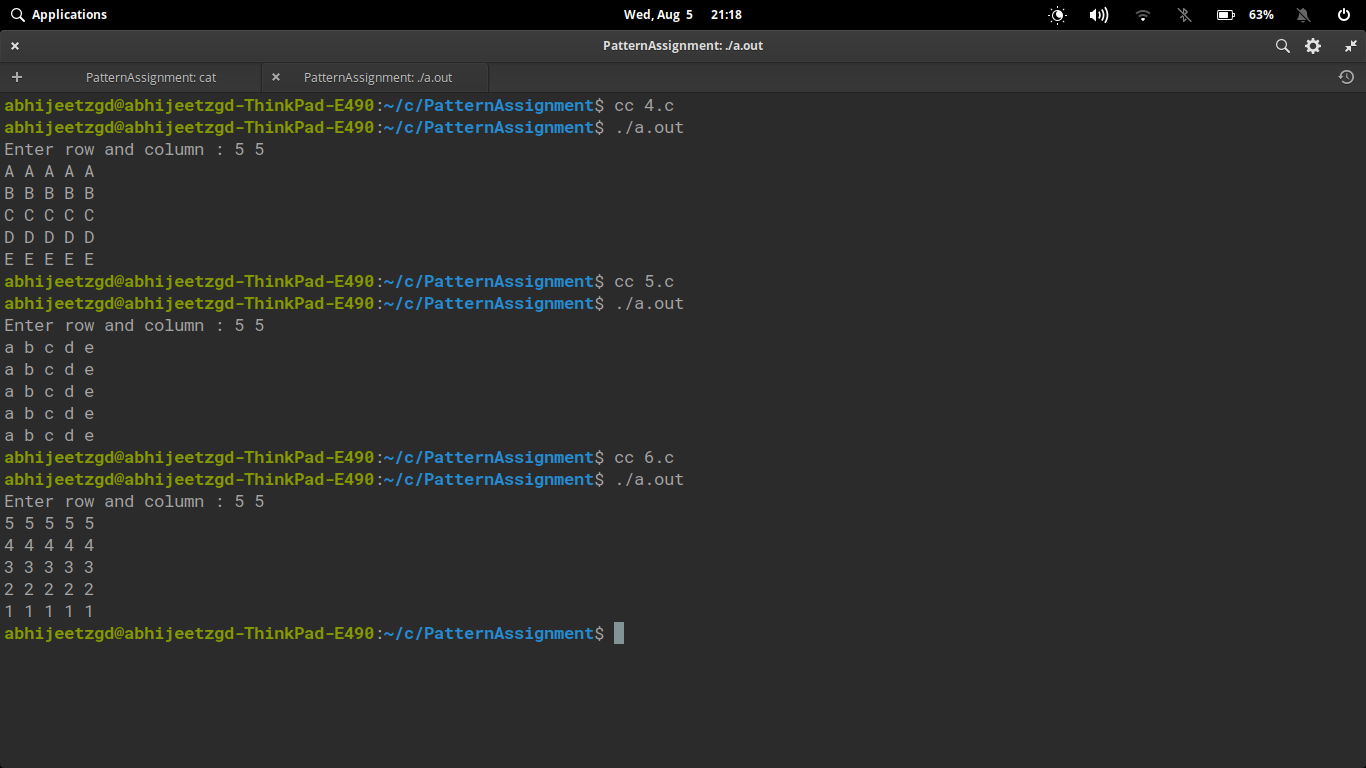 Applications
Wed, Aug 5 21:18
63%
PatternAssignment: ./a.out
PatternAssignment: cat
PatternAssignment: ./a.out
abhijeetzgd@abhijeetzgd-ThinkPad-E490:~/c/PatternAssignment$ cc 4.c
abhijeetzgd@abhijeetzgd-ThinkPad-E490:~/c/PatternAssignment$ ./a.out
Enter row and column : 5 5
A A A A A
B B B B B
C C C C C
D D D D D
E E E E E
abhijeetzgd@abhijeetzgd-ThinkPad-E490:~/c/PatternAssignment$ cc 5.c
abhijeetzgd@abhijeetzgd-ThinkPad-E490:~/c/PatternAssignment$ ./a.out
Enter row and column : 5 5
a b c d e
a b c d e
a b c d e
a b c d e
a b c d e
abhijeetzgd@abhijeetzgd-ThinkPad-E490:~/c/PatternAssignment$ cc 6.c
abhijeetzgd@abhijeetzgd-ThinkPad-E490:~/c/PatternAssignment$ ./a.out
Enter row and column : 5 5
5 5 5 5 5
4 4 4 4 4
3 3 3 3 3
2 2 2 2 2
1 1 1 1 1
abhijeetzgd@abhijeetzgd-ThinkPad-E490:~/c/PatternAssignment$